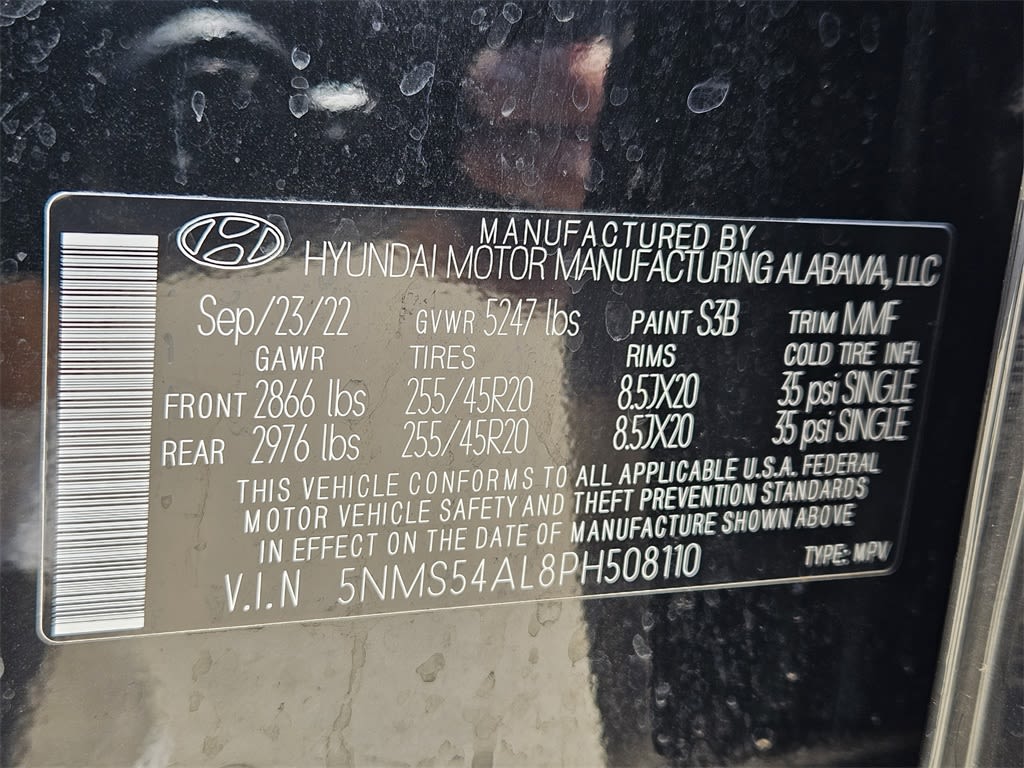 MANUFACTURED BY
HYUNDAI MOTOR MANUFACTURING ALABAMA, LLC
Sep/23/22 GVWR 5247 lbs PAINT S3B TRIM MMF
GAWR TIRES RIMS COLD TIRE INFL
FRONT 2866 lbs 255/45R20 8.5JX20 35 psi SINGLE
REAR 2976 lbs 255/45R20 8.5JX20 35 psi SINGLE
THIS VEHICLE CONFORMS TO ALL APPLICABLE U.S.A. FEDERAL
MOTOR VEHICLE SAFETY AND THEFT PREVENTION STANDARDS
IN EFFECT ON THE DATE OF MANUFACTURE SHOWN ABOVE
V.I.N 5NMS54AL8PH508110 TYPE: MPV